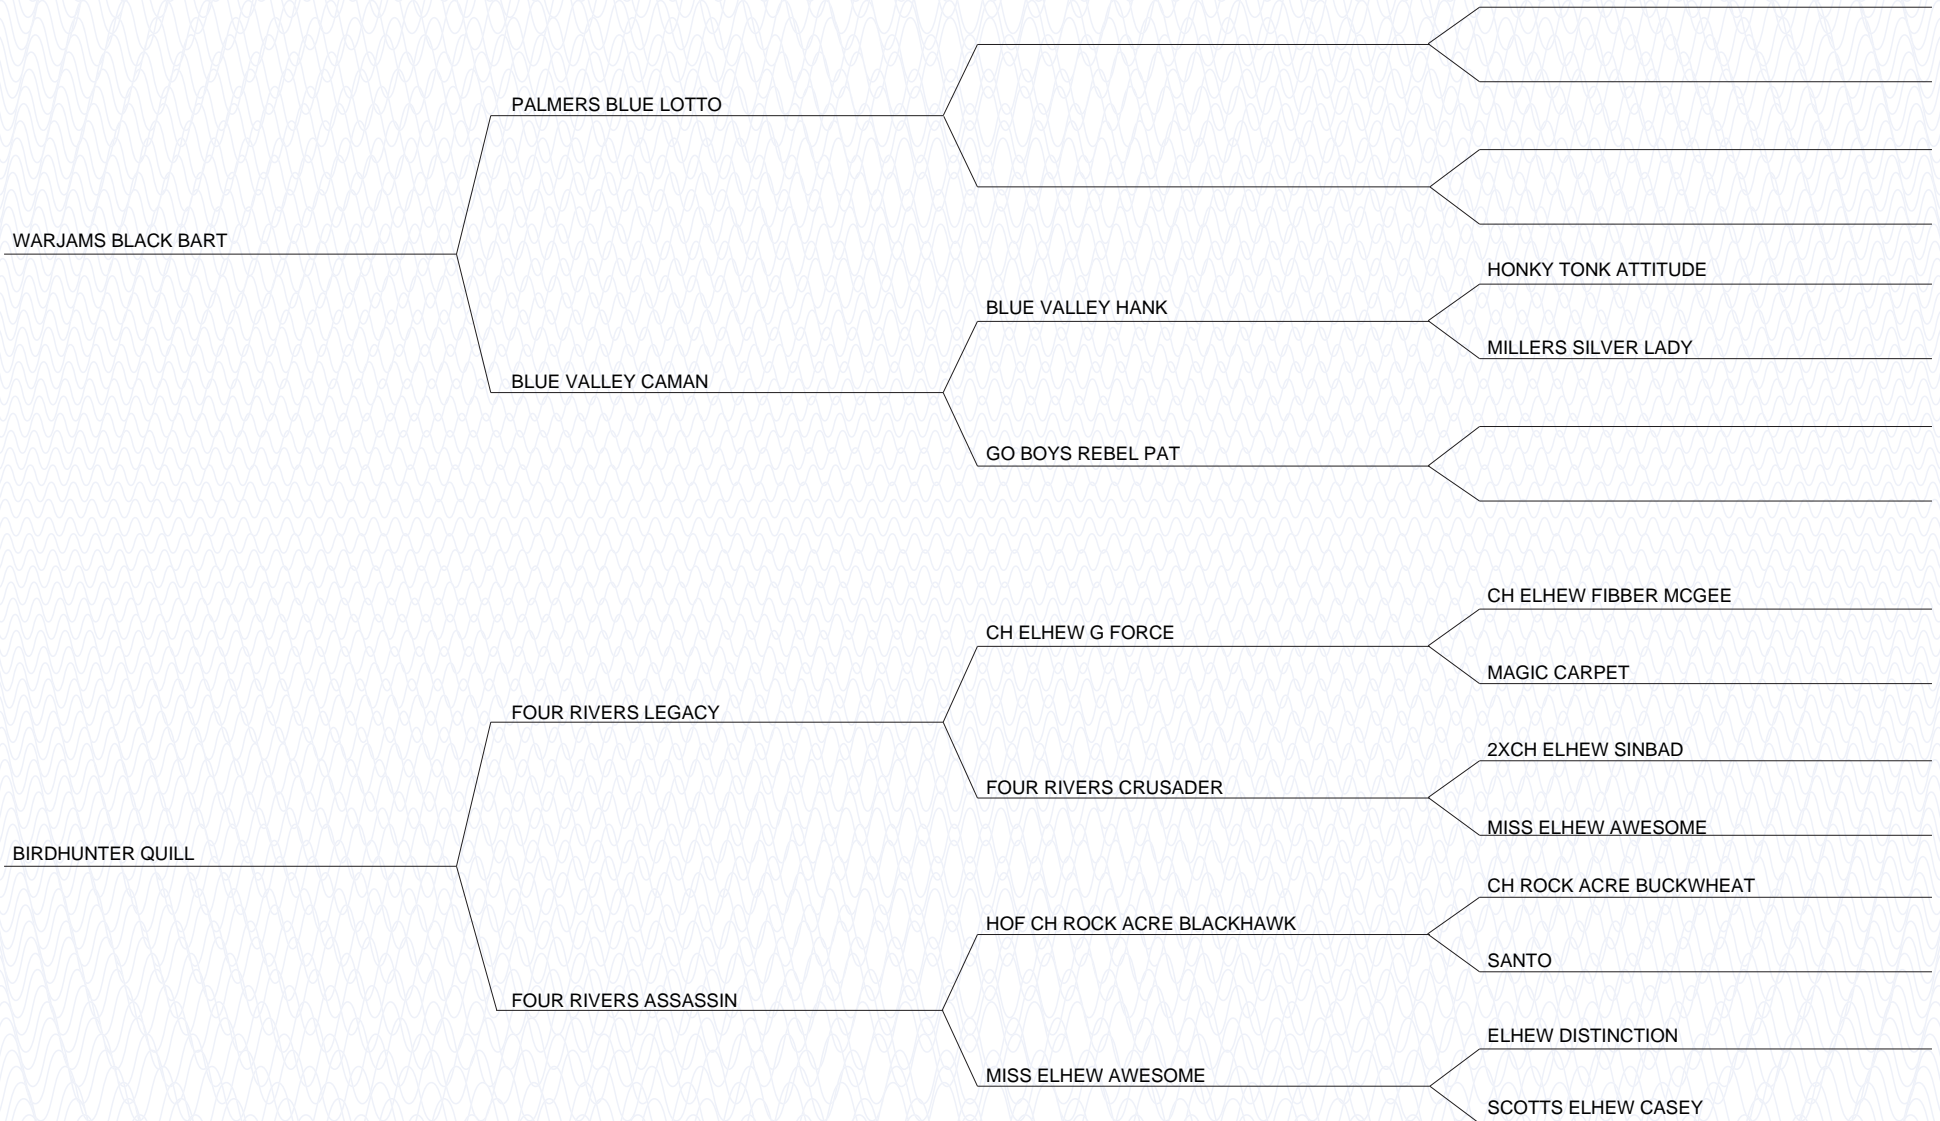 PALMERS BLUE LOTTO
WARJAMS BLACK BART
HONKY TONK ATTITUDE
BLUE VALLEY HANK
MILLERS SILVER LADY
BLUE VALLEY CAMAN
GO BOYS REBEL PAT
CH ELHEW FIBBER MCGEE
CH ELHEW G FORCE
MAGIC CARPET
FOUR RIVERS LEGACY
2XCH ELHEW SINBAD
FOUR RIVERS CRUSADER
MISS ELHEW AWESOME
BIRDHUNTER QUILL
CH ROCK ACRE BUCKWHEAT
HOF CH ROCK ACRE BLACKHAWK
SANTO
FOUR RIVERS ASSASSIN
ELHEW DISTINCTION
MISS ELHEW AWESOME
SCOTTS ELHEW CASEY